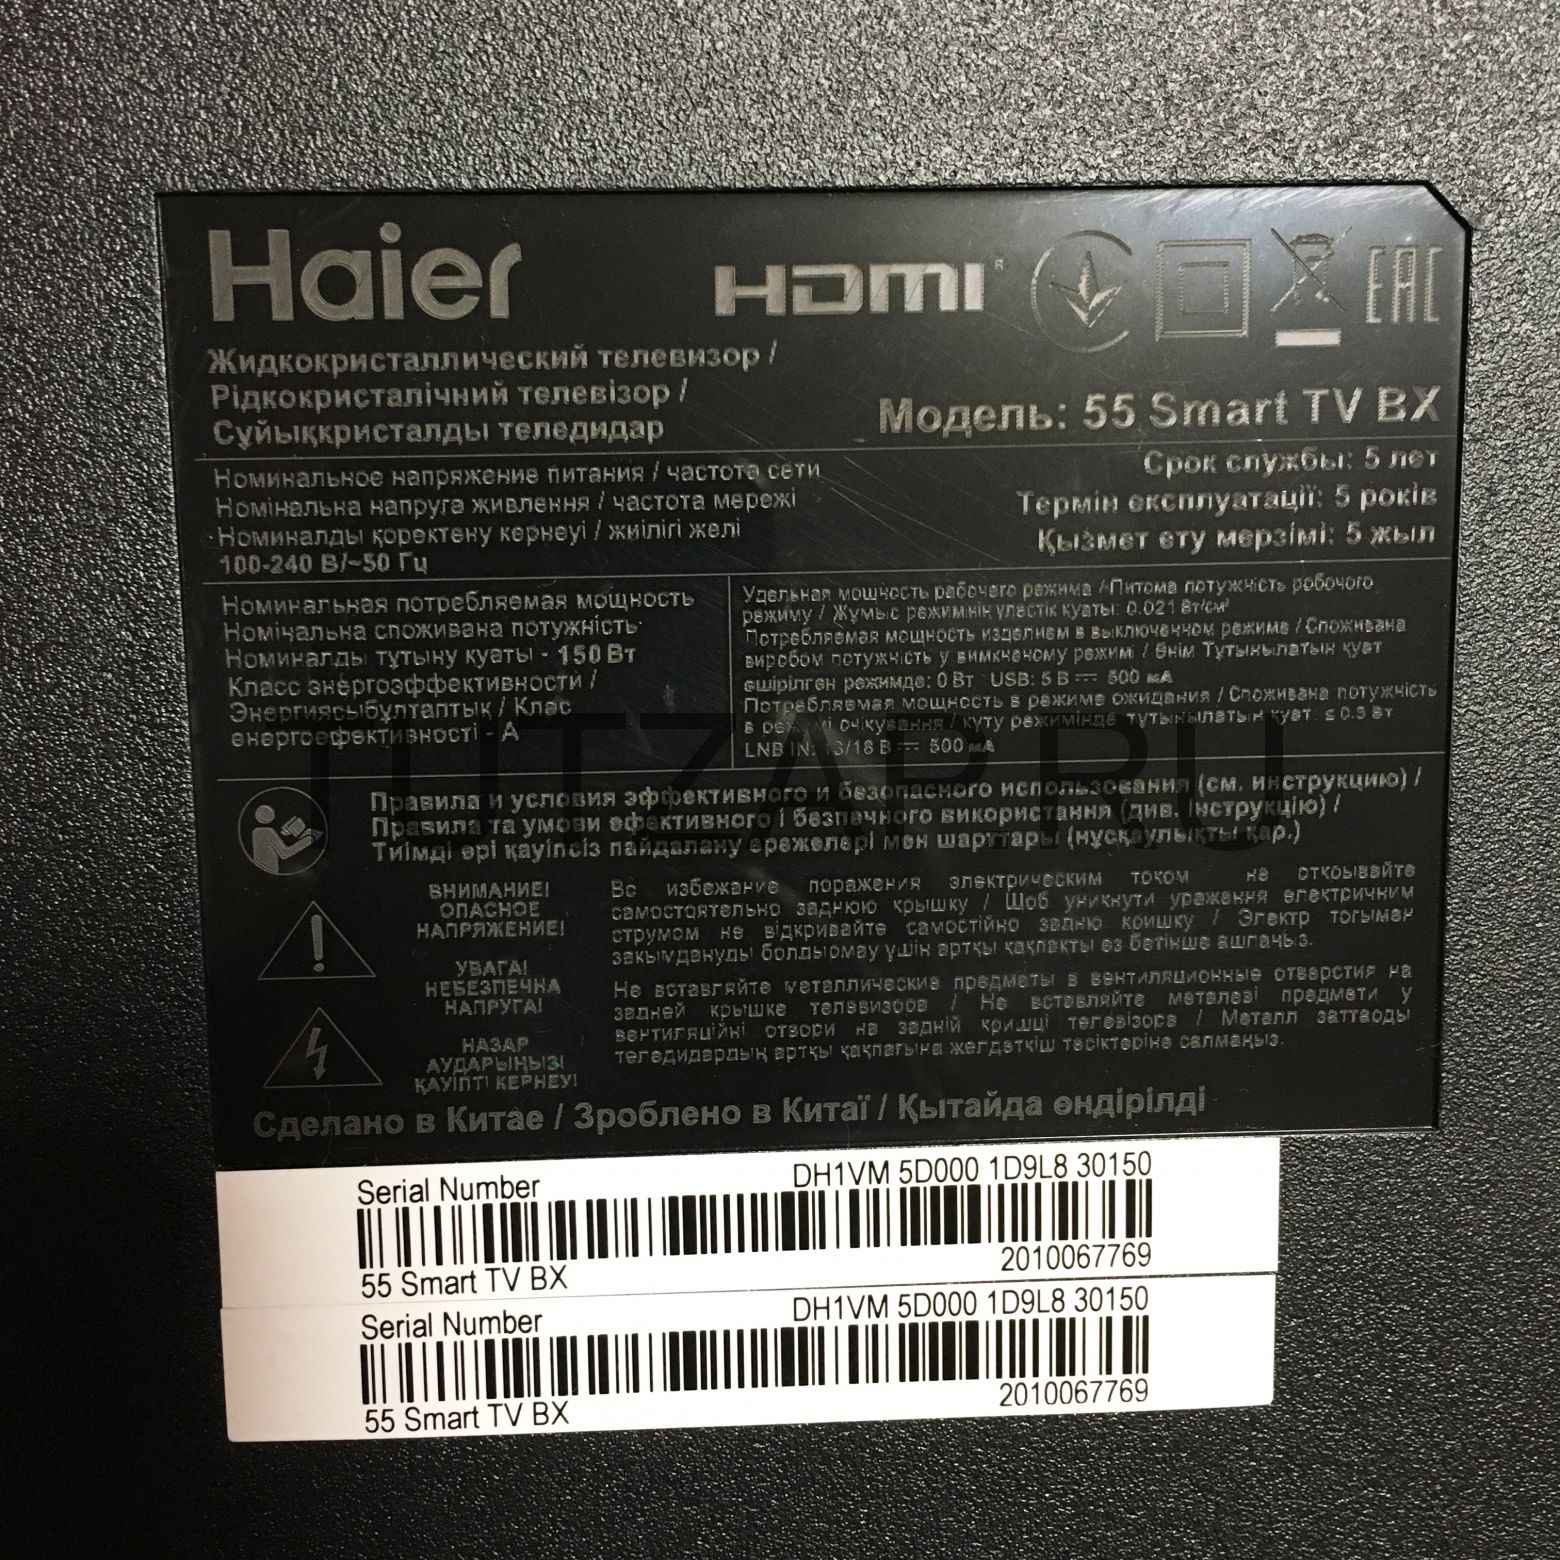 Haier
HDMI
EAC
Жидкокристаллический телевизор /
Рідкокристалічний телевізор /
Сұйықкристалды теледидар
Модель: 55 Smart TV BX
Номинальное напряжение питания / частота сети
Номінальна напруга живлення / частота мережі
Номиналды қоректену кернеуі / жиілігі желі
100-240 В/~50 Гц
Срок службы: 5 лет
Термін експлуатації: 5 років
Қызмет ету мерзімі: 5 жыл
Номинальная потребляемая мощность
Номінальна споживана потужність
Номиналды тұтыну куаты - 150 Вт
Класс энергоэффективности /
Энергиясыбұлтаптық / Клас
енергоефективності - A
Удельная мощность рабочего режима / Питома потужність робочого
режиму / Жумыс режимнің үлестік қуаты: 0.021 Вт/см²
Потребляемая мощность изделием в выключенном режиме / Споживана
виробом потужність у вимкненому режимі / Өнім Тұтынылатын қуат
өшірілген режимде: 0 Вт USB: 5 В 500 мА
Потребляемая мощность в режиме ожидания / Споживана потужність
в режимі очікування / күту режимінде тұтынылатын қуат: ≤ 0.5 Вт
LNB IN: 13/18 В 500 мА
TUTZAP.RU
Правила и условия эффективного и безопасного использования (см. инструкцию) /
Правила та умови ефективного і безпечного використання (див. інструкцію) /
Тиімді әрі қауіпсіз пайдалану ережелері мен шарттары (нұсқаулықты қар.)
ВНИМАНИЕ!
ОПАСНОЕ
НАПРЯЖЕНИЕ!
УВАГА!
НЕБЕЗПЕЧНА
НАПРУГА!
НАЗАР
АУДАРЫҢЫЗ!
ҚАУІПТІ КЕРНЕУ!
Во избежание поражения электрическим током не открывайте
самостоятельно заднюю крышку / Щоб уникнути ураження електричним
струмом не відкривайте самостійно задню кришку / Электр тогымен
закымдануды болдырмау үшін артқы қақпақты өз бетінше ашпаңыз.
Не вставляйте металлические предметы в вентиляционные отверстия на
задней крышке телевизора / Не вставляйте металеві предмети у
вентиляційні отвори на задній кришці телевізора / Металл заттарды
теледидардың артқы қақпағына желдеткіш тесіктеріне салмаңыз.
Сделано в Китае / Зроблено в Китаї / Қытайда өндірілді
Serial Number DH1VM 5D000 1D9L8 30150
55 Smart TV BX 2010067769
Serial Number DH1VM 5D000 1D9L8 30150
55 Smart TV BX 2010067769